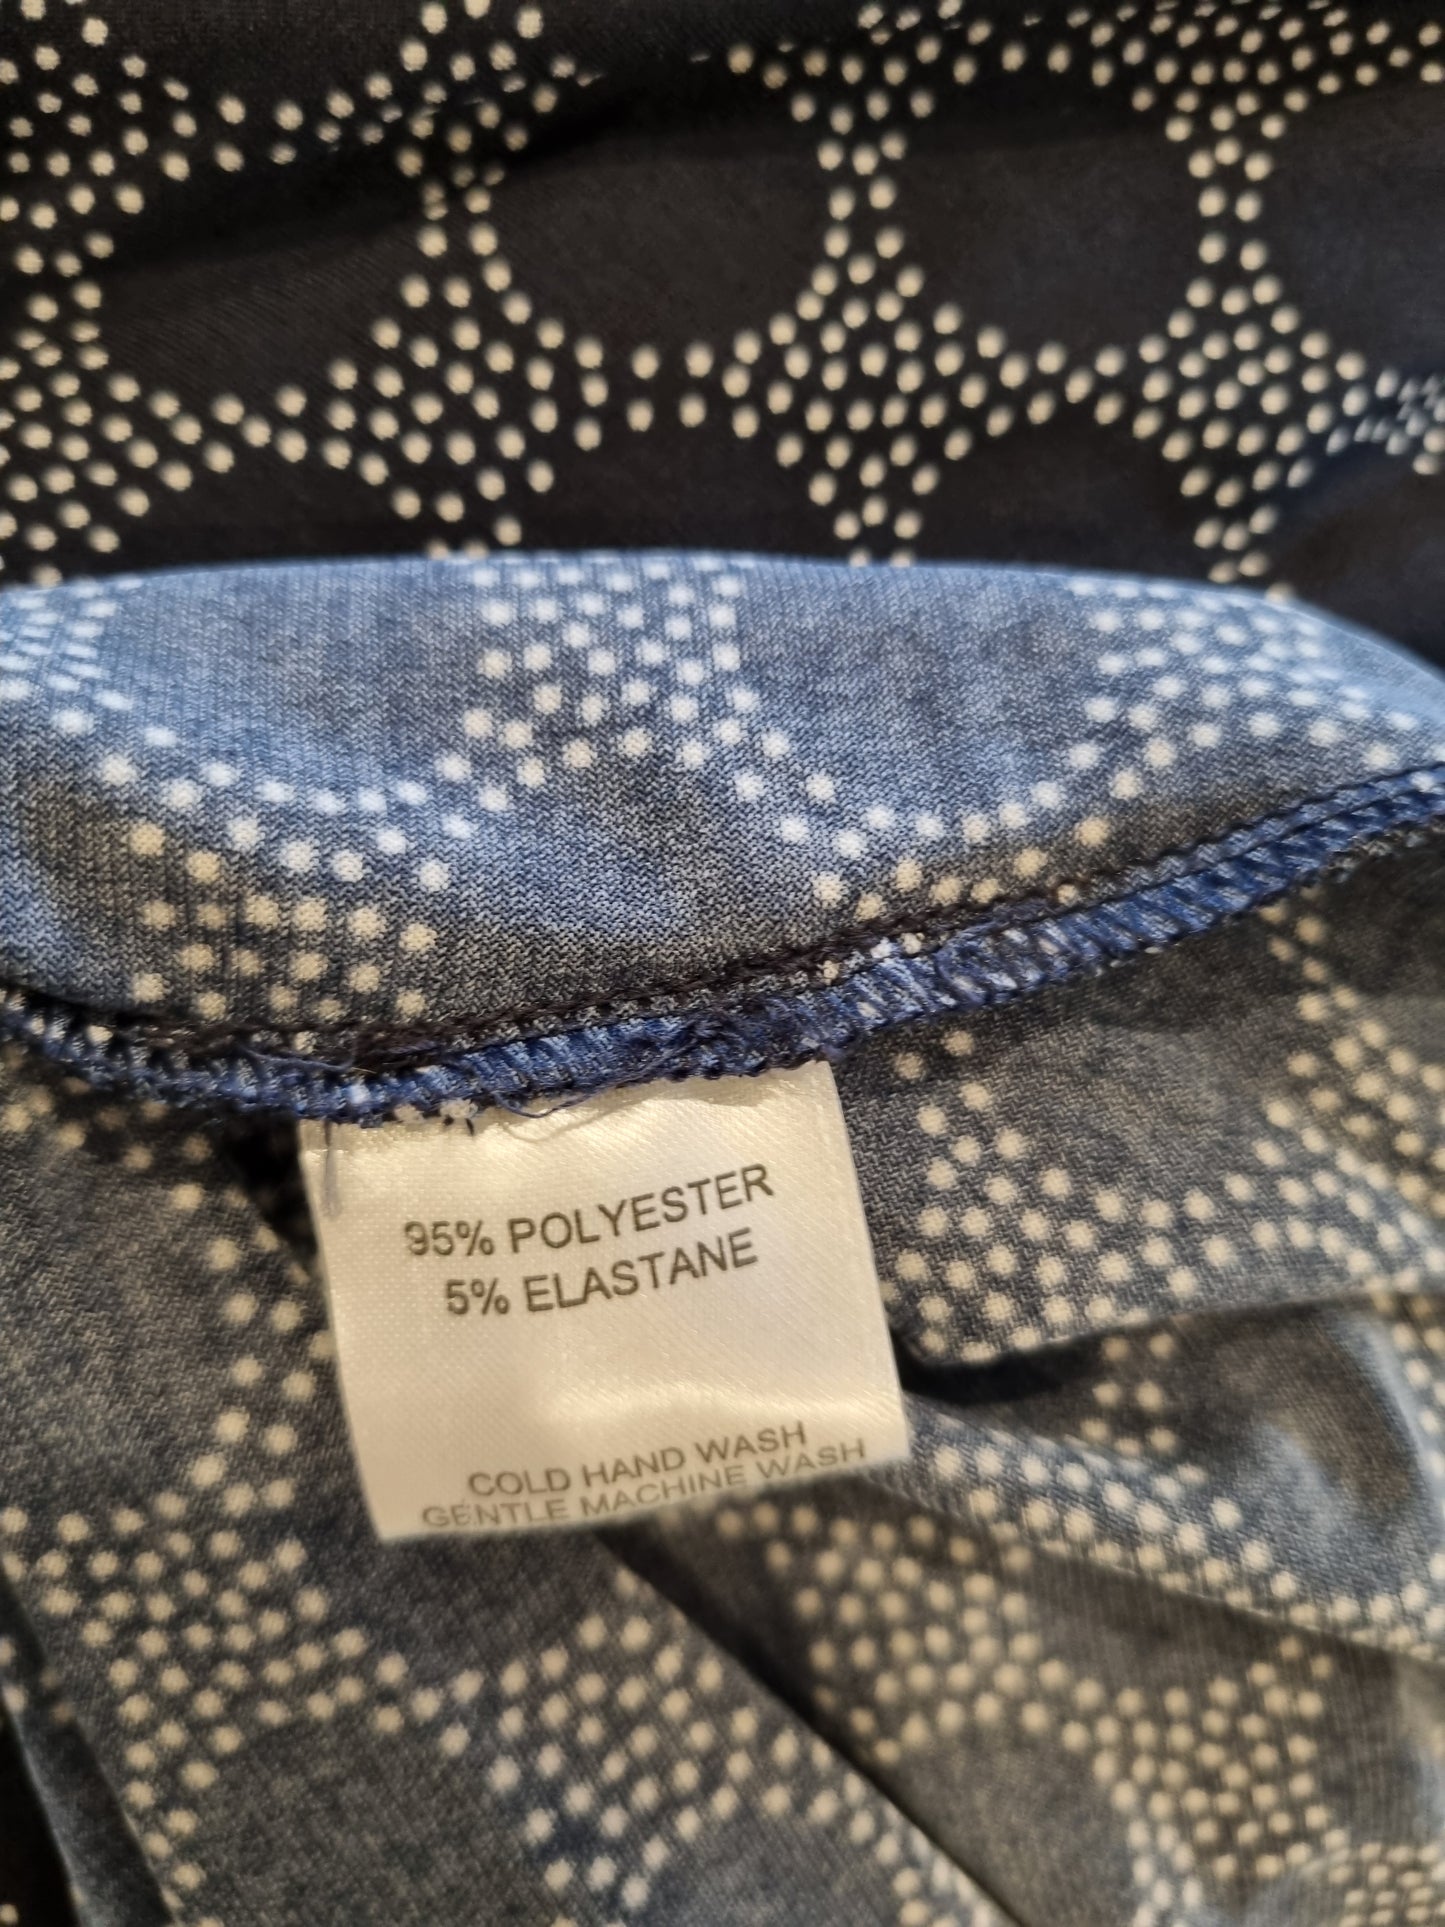 95% POLYESTER
5% ELASTANE
COLD HAND WASH
GENTLE MACHINE WASH